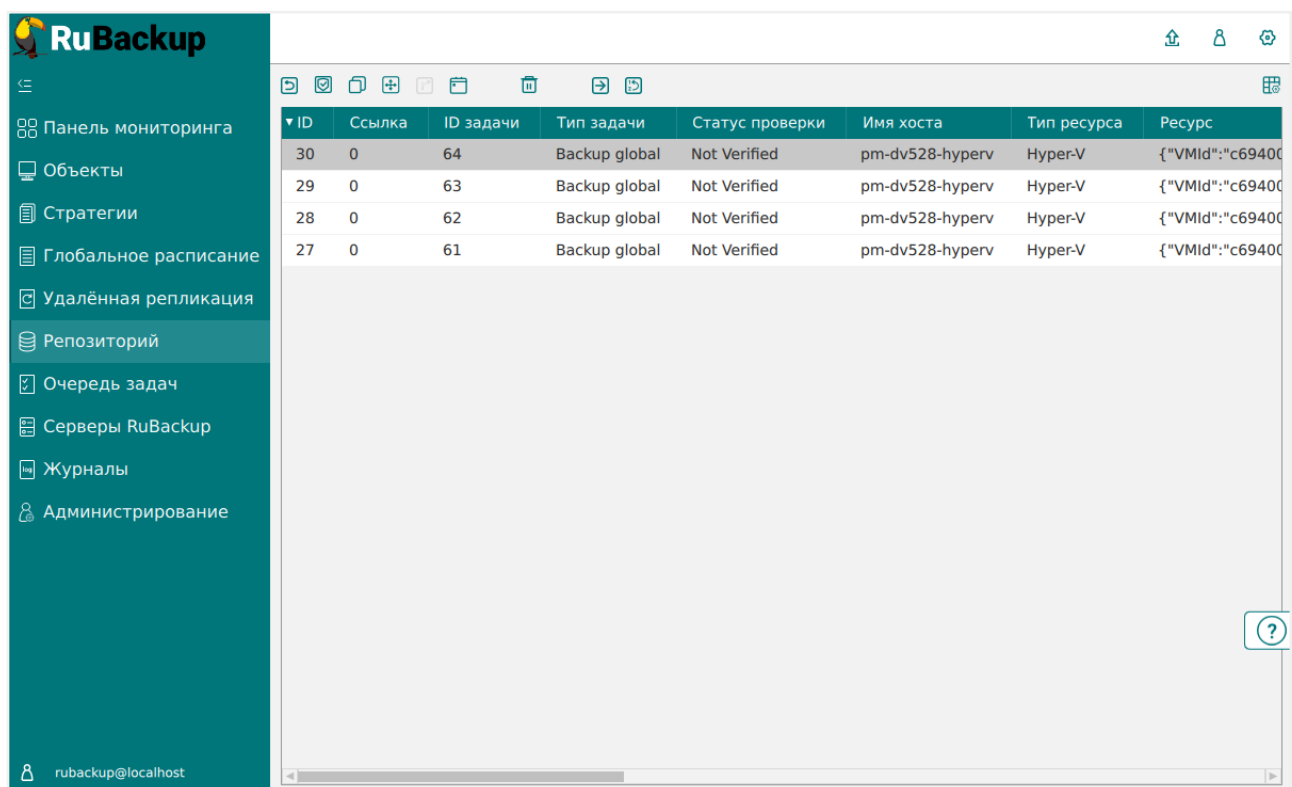 RuBackup
Панель мониторинга
Объекты
Стратегии
Глобальное расписание
Удалённая репликация
Репозиторий
Очередь задач
Серверы RuBackup
Журналы
Администрирование
rubackup@localhost
ID Ссылка ID задачи Тип задачи Статус проверки Имя хоста Тип ресурса Ресурс
30 0 64 Backup global Not Verified pm-dv528-hyperv Hyper-V {"VMId":"c69400
29 0 63 Backup global Not Verified pm-dv528-hyperv Hyper-V {"VMId":"c69400
28 0 62 Backup global Not Verified pm-dv528-hyperv Hyper-V {"VMId":"c69400
27 0 61 Backup global Not Verified pm-dv528-hyperv Hyper-V {"VMId":"c69400
?